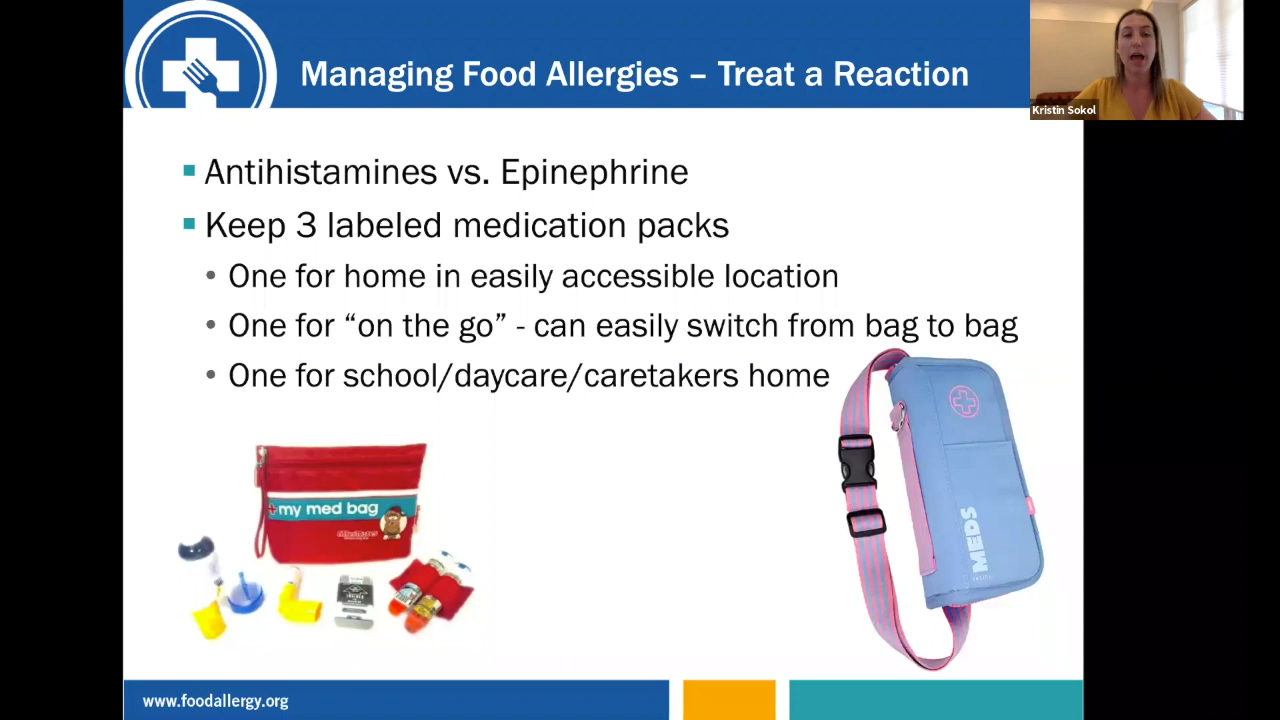 Managing Food Allergies – Treat a Reaction
Kristin Sokol
Antihistamines vs. Epinephrine
Keep 3 labeled medication packs
One for home in easily accessible location
One for “on the go” - can easily switch from bag to bag
One for school/daycare/caretakers home
my med bag
MEDS
www.foodallergy.org